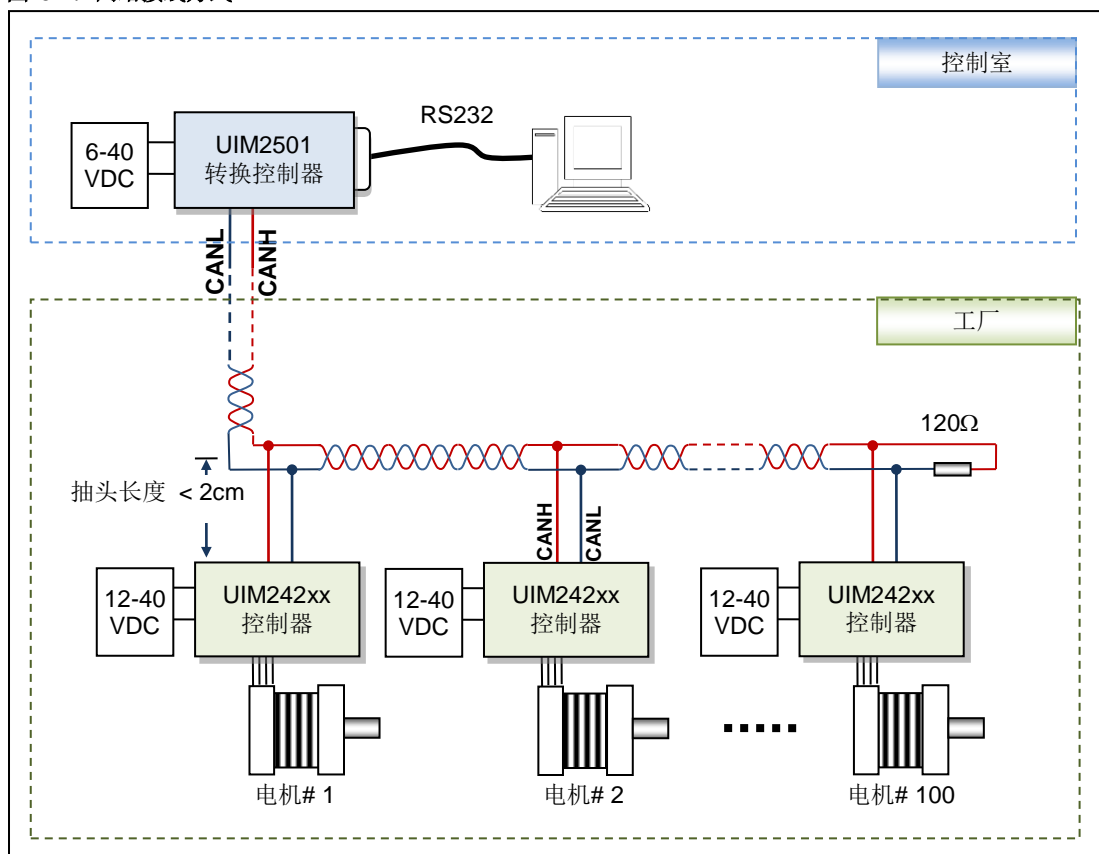 控制室
RS232
6-40
VDC
UIM2501
转换控制器
CANL
CANH
工厂
120Ω
抽头长度 < 2cm
CANH
CANL
12-40
VDC
UIM242xx
控制器
12-40
VDC
UIM242xx
控制器
12-40
VDC
UIM242xx
控制器
电机# 1
电机# 2
电机# 100